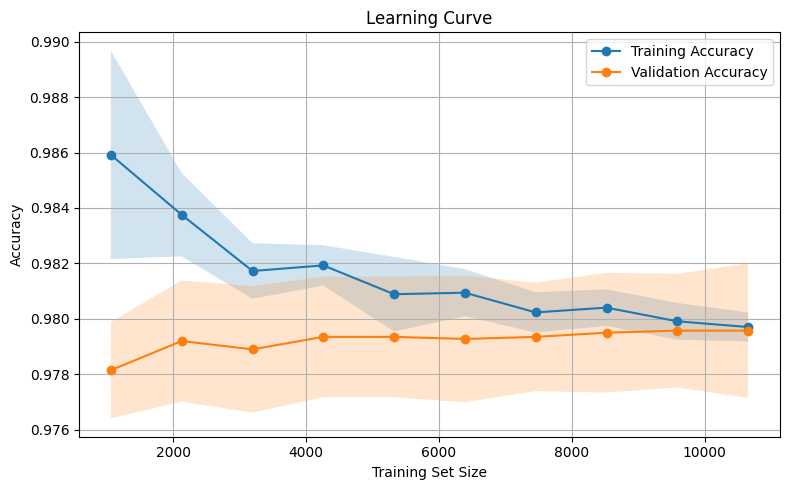 Learning Curve
Training Accuracy
Validation Accuracy
0.990
0.988
0.986
0.984
0.982
0.980
0.978
0.976
Accuracy
2000 4000 6000 8000 10000
Training Set Size